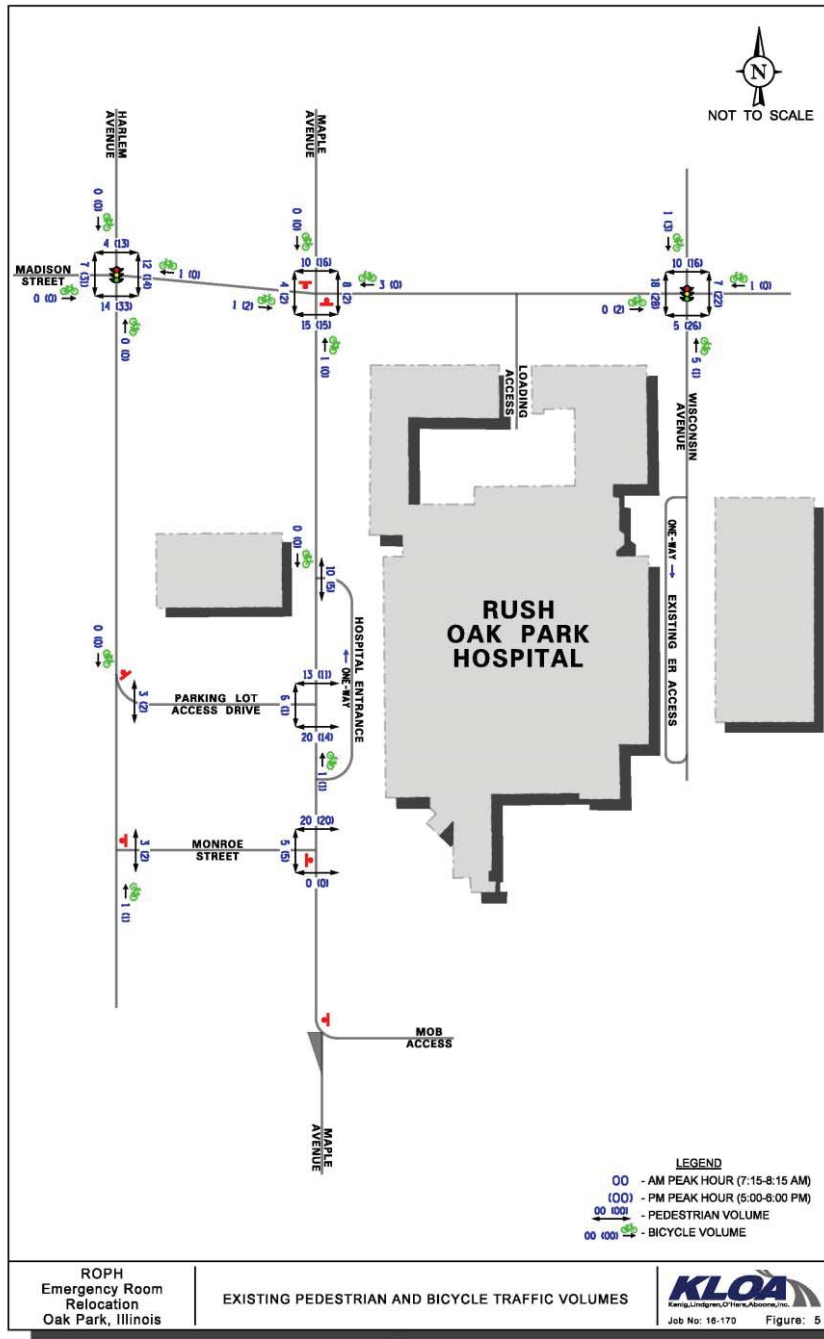 N
NOT TO SCALE
HARLEM
AVENUE
MAPLE
AVENUE
0 (0)
0 (0)
1 (3)
4 (13)
10 (16)
10 (16)
MADISON
STREET
7 (3)
12 (14)
1 (0)
4 (2)
8 (2)
3 (0)
18 (28)
7 (22)
1 (0)
0 (0)
14 (33)
1 (2)
15 (15)
0 (2)
5 (26)
0 (0)
1 (0)
5 (1)
LOADING
ACCESS
WISCONSIN
AVENUE
0 (0)
10 (5)
ONE-WAY
EXISTING ER ACCESS
RUSH
OAK PARK
HOSPITAL
HOSPITAL ENTRANCE
ONE-WAY
0 (0)
3 (2)
PARKING LOT
ACCESS DRIVE
13 (11)
6 (1)
20 (14)
1 (1)
20 (20)
3 (2)
MONROE
STREET
5 (5)
0 (0)
1 (1)
MOB
ACCESS
MAPLE
AVENUE
LEGEND
00 - AM PEAK HOUR (7:15-8:15 AM)
(00) - PM PEAK HOUR (5:00-6:00 PM)
00 (00) - PEDESTRIAN VOLUME
00 (00) - BICYCLE VOLUME
ROPH
Emergency Room
Relocation
Oak Park, Illinois
EXISTING PEDESTRIAN AND BICYCLE TRAFFIC VOLUMES
KLOA
Kenig,Lindgren,O'Hara,Aboona,Inc.
Job No: 16-170 Figure: 5